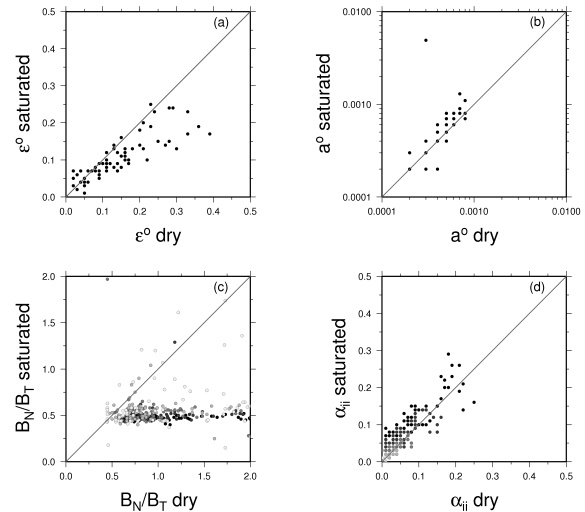 (a)
0.5
0.4
0.3
0.2
0.1
0.0
0.0 0.1 0.2 0.3 0.4 0.5
ε° saturated
ε° dry
(b)
0.0100
0.0010
0.0001
0.0001 0.0010 0.0100
a° saturated
a° dry
(c)
2.0
1.5
1.0
0.5
0.0
0.0 0.5 1.0 1.5 2.0
B_N/B_T saturated
B_N/B_T dry
(d)
0.5
0.4
0.3
0.2
0.1
0.0
0.0 0.1 0.2 0.3 0.4 0.5
α_ii saturated
α_ii dry